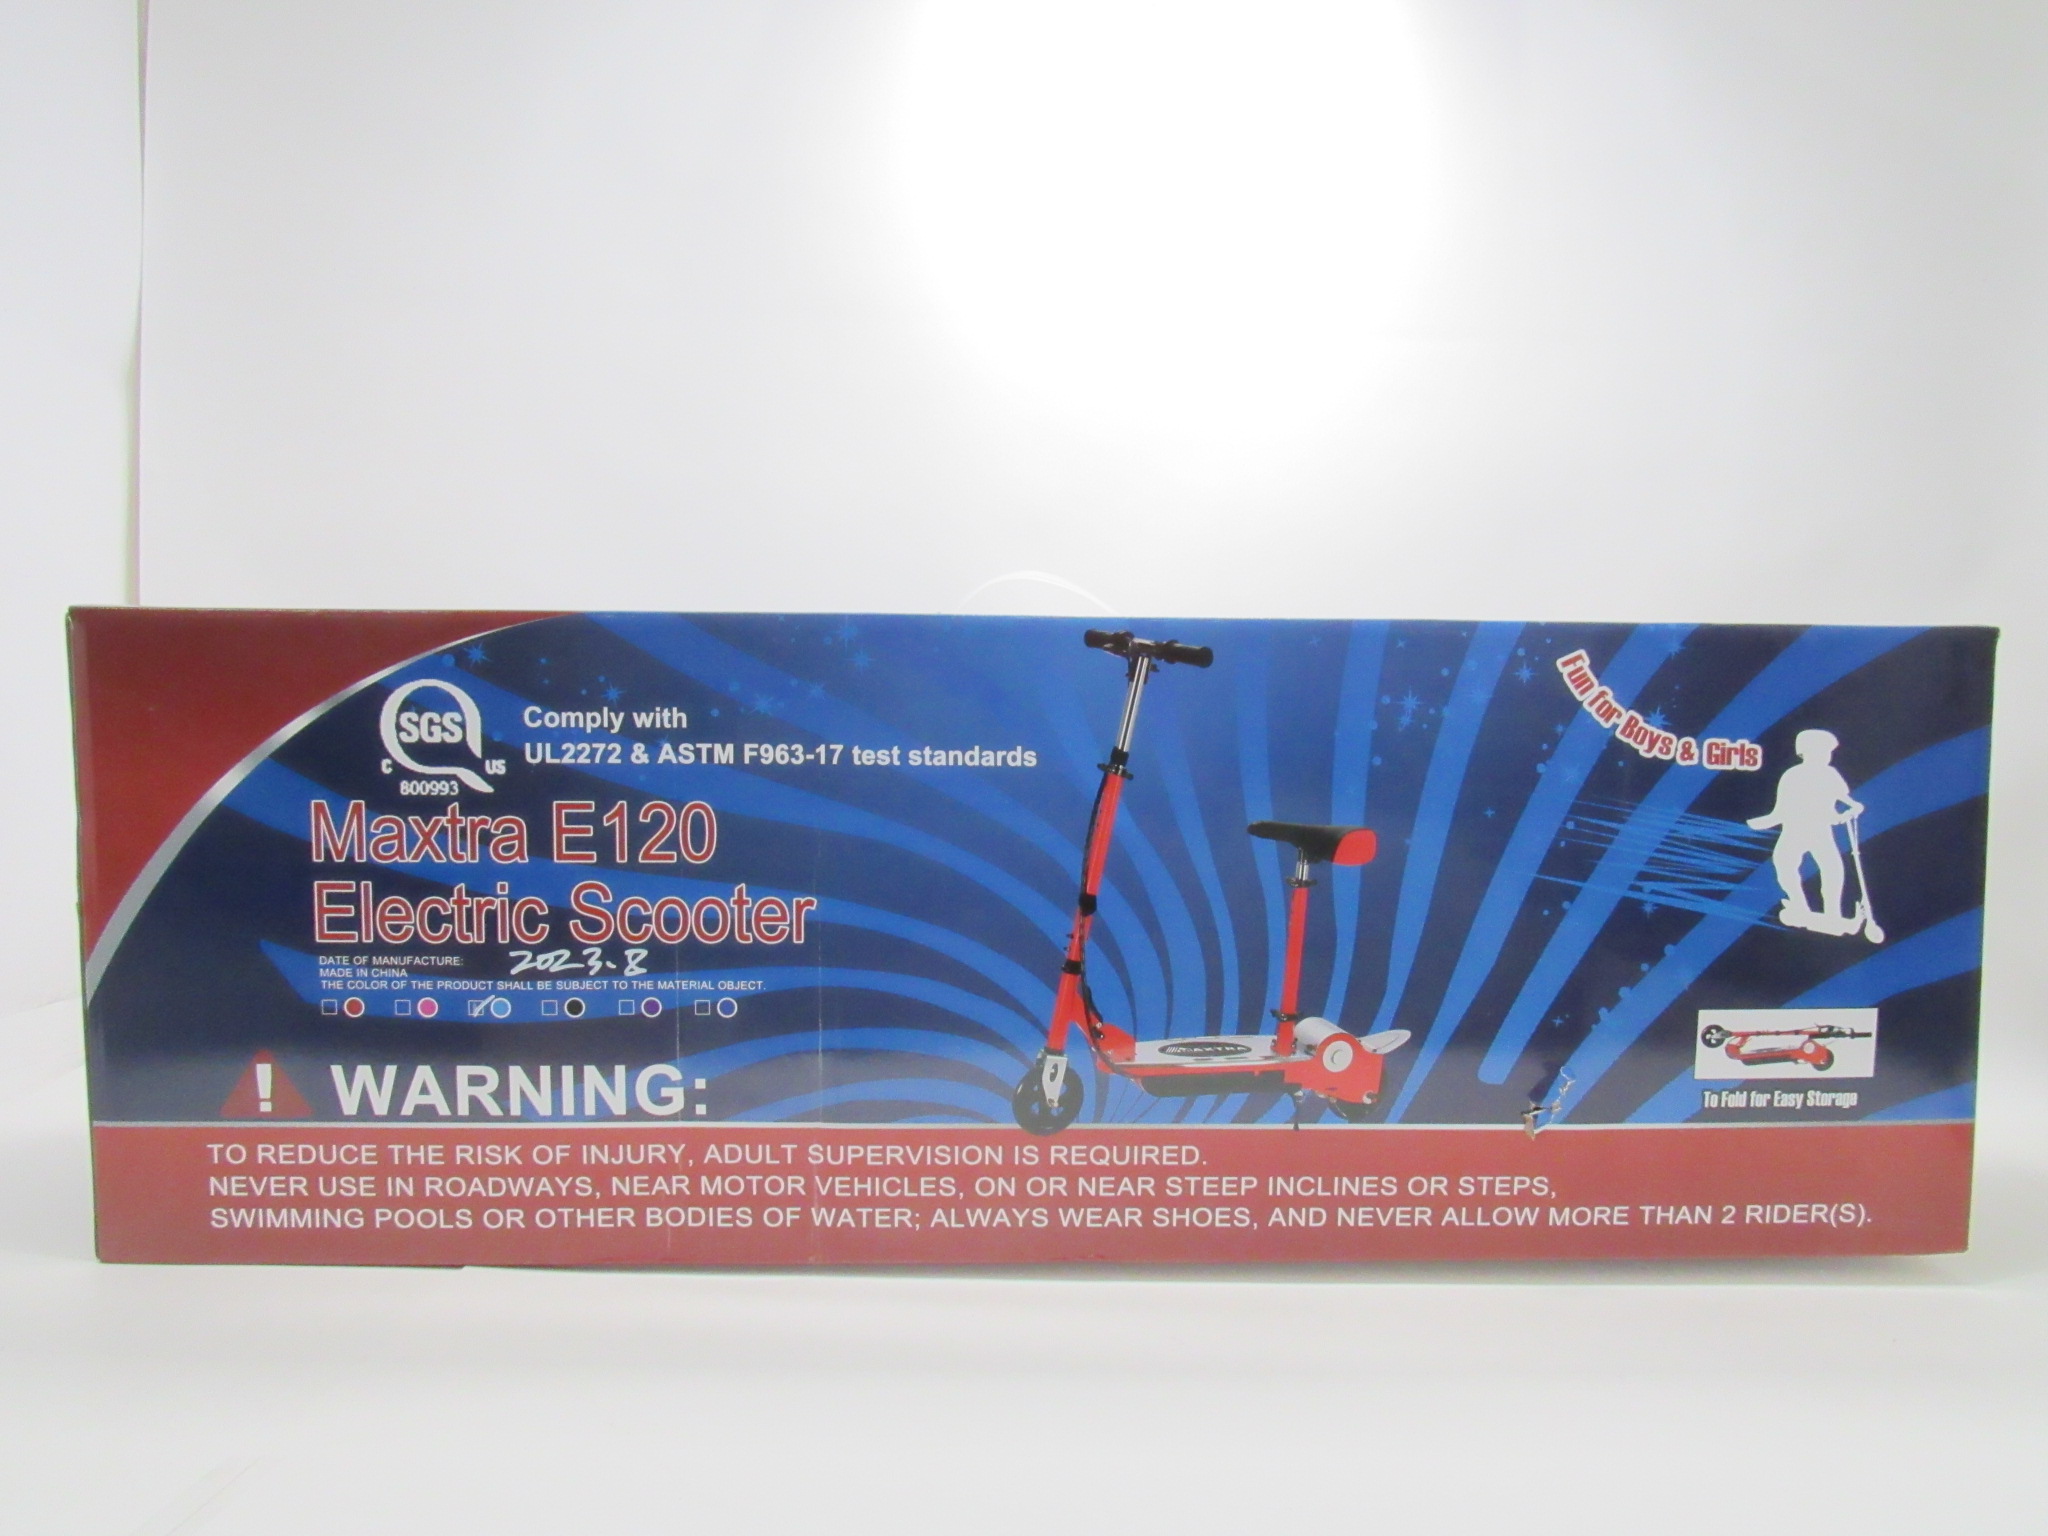 SGS
C US
800993
Comply with
UL2272 & ASTM F963-17 test standards
Maxtra E120
Electric Scooter
DATE OF MANUFACTURE: 2023.8
MADE IN CHINA
THE COLOR OF THE PRODUCT SHALL BE SUBJECT TO THE MATERIAL OBJECT.
MAXTRA
Fun for Boys & Girls
To Fold for Easy Storage
! WARNING:
TO REDUCE THE RISK OF INJURY, ADULT SUPERVISION IS REQUIRED.
NEVER USE IN ROADWAYS, NEAR MOTOR VEHICLES, ON OR NEAR STEEP INCLINES OR STEPS,
SWIMMING POOLS OR OTHER BODIES OF WATER; ALWAYS WEAR SHOES, AND NEVER ALLOW MORE THAN 2 RIDER(S).